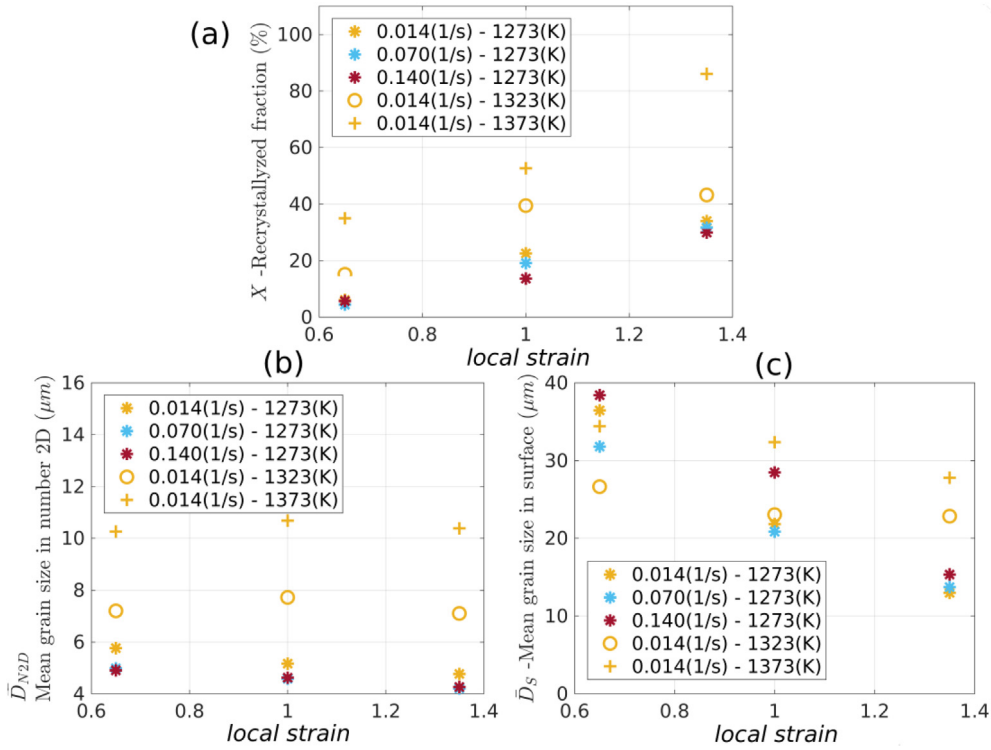 (a)
X -Recrystallized fraction (%)
100
80
60
40
20
0
0.014(1/s) - 1273(K)
0.070(1/s) - 1273(K)
0.140(1/s) - 1273(K)
0.014(1/s) - 1323(K)
0.014(1/s) - 1373(K)
0.6 0.8 1 1.2 1.4
local strain
(b)
D̄_N2D
Mean grain size in number 2D (μm)
16
14
12
10
8
6
4
0.014(1/s) - 1273(K)
0.070(1/s) - 1273(K)
0.140(1/s) - 1273(K)
0.014(1/s) - 1323(K)
0.014(1/s) - 1373(K)
0.6 0.8 1 1.2 1.4
local strain
(c)
D̄_S -Mean grain size in surface (μm)
40
30
20
10
0
0.014(1/s) - 1273(K)
0.070(1/s) - 1273(K)
0.140(1/s) - 1273(K)
0.014(1/s) - 1323(K)
0.014(1/s) - 1373(K)
0.6 0.8 1 1.2 1.4
local strain